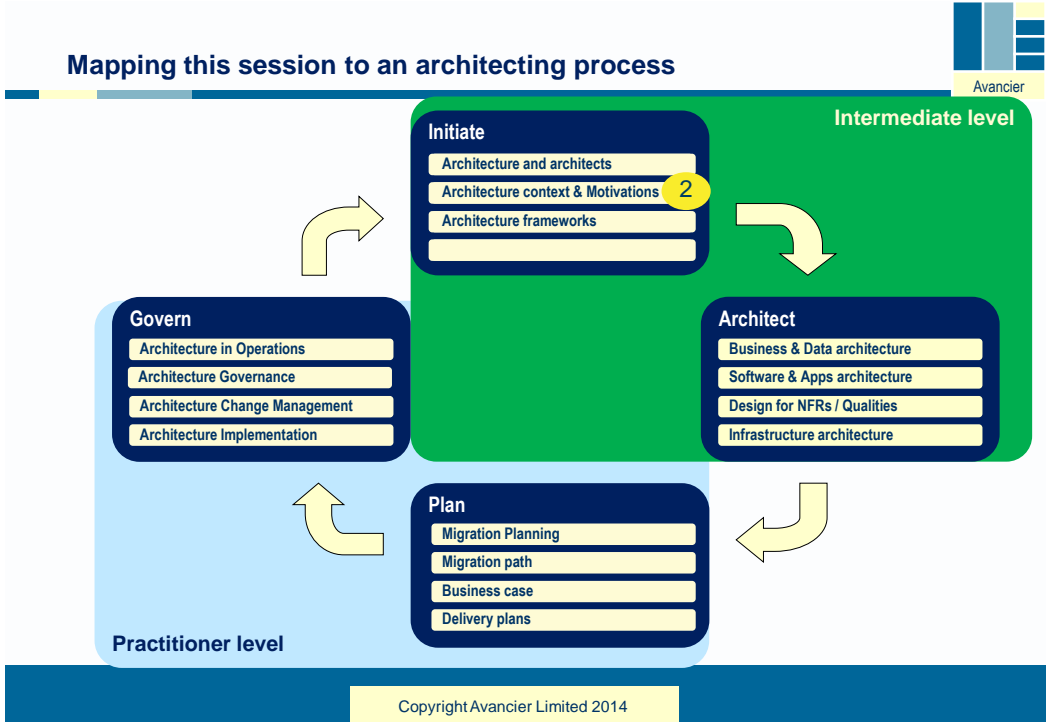 Mapping this session to an architecting process
Avancier
Intermediate level
Initiate
Architecture and architects
Architecture context & Motivations
2
Architecture frameworks
Govern
Architecture in Operations
Architecture Governance
Architecture Change Management
Architecture Implementation
Architect
Business & Data architecture
Software & Apps architecture
Design for NFRs / Qualities
Infrastructure architecture
Plan
Migration Planning
Migration path
Business case
Delivery plans
Practitioner level
Copyright Avancier Limited 2014